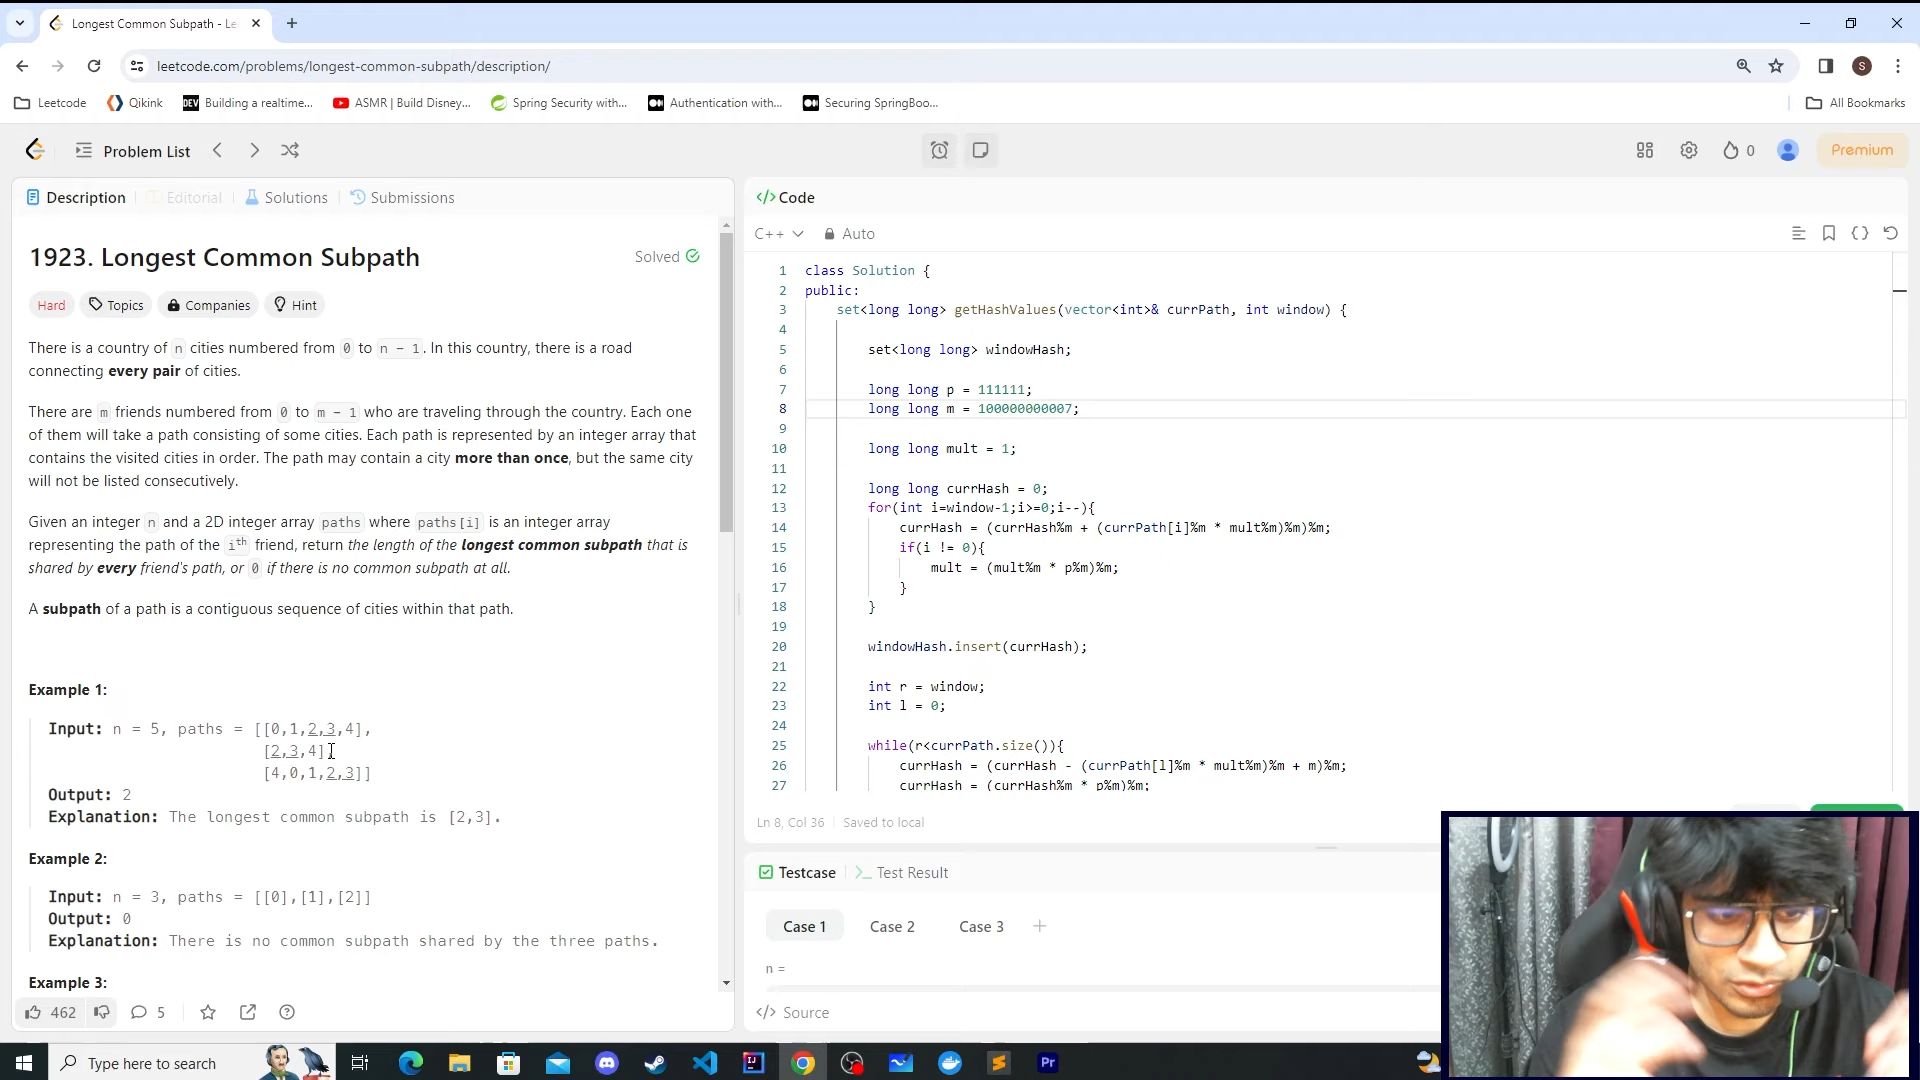 Longest Common Subpath - Le
leetcode.com/problems/longest-common-subpath/description/
S
Leetcode
Qikink
DEV
Building a realtime...
ASMR | Build Disney...
Spring Security with...
Authentication with...
Securing SpringBoo...
All Bookmarks
Problem List
0
Premium
Description
Editorial
Solutions
Submissions
1923. Longest Common Subpath
Solved
Hard
Topics
Companies
Hint
There is a country of n cities numbered from 0 to n - 1. In this country, there is a road
connecting every pair of cities.
There are m friends numbered from 0 to m - 1 who are traveling through the country. Each one
of them will take a path consisting of some cities. Each path is represented by an integer array that
contains the visited cities in order. The path may contain a city more than once, but the same city
will not be listed consecutively.
Given an integer n and a 2D integer array paths where paths[i] is an integer array
representing the path of the ith friend, return the length of the longest common subpath that is
shared by every friend's path, or 0 if there is no common subpath at all.
A subpath of a path is a contiguous sequence of cities within that path.
Example 1:
Input: n = 5, paths = [[0,1,2,3,4],
[2,3,4]
[4,0,1,2,3]]
Output: 2
Explanation: The longest common subpath is [2,3].
Example 2:
Input: n = 3, paths = [[0],[1],[2]]
Output: 0
Explanation: There is no common subpath shared by the three paths.
Example 3:
462
5
</> Code
C++
Auto
1 class Solution {
2 public:
3 set<long long> getHashValues(vector<int>& currPath, int window) {
4
5 set<long long> windowHash;
6
7 long long p = 111111;
8 long long m = 100000000007;
9
10 long long mult = 1;
11
12 long long currHash = 0;
13 for(int i=window-1;i>=0;i--){
14 currHash = (currHash%m + (currPath[i]%m * mult%m)%m)%m;
15 if(i != 0){
16 mult = (mult%m * p%m)%m;
17 }
18 }
19
20 windowHash.insert(currHash);
21
22 int r = window;
23 int l = 0;
24
25 while(r<currPath.size()){
26 currHash = (currHash - (currPath[l]%m * mult%m)%m + m)%m;
27 currHash = (currHash%m * p%m)%m;
Ln 8, Col 36
Saved to local
Testcase
Test Result
Case 1
Case 2
Case 3
n =
</> Source
Type here to search
Pr